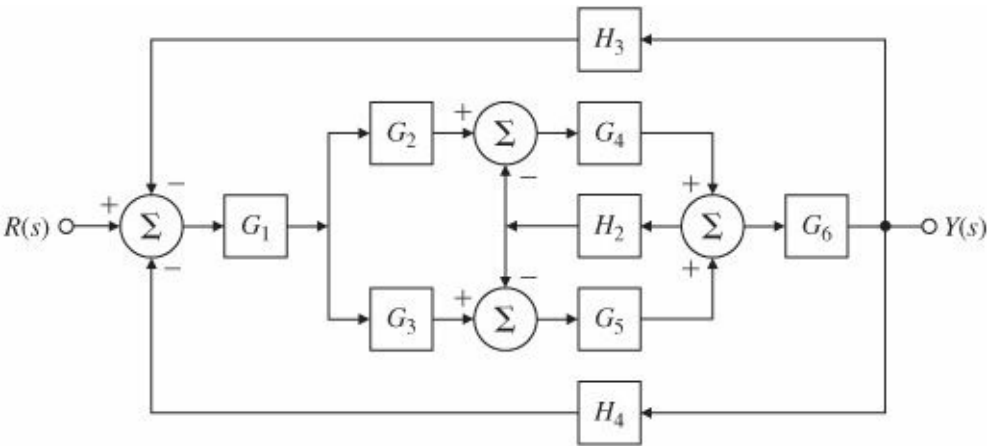 H₃
+
G₂
Σ
G₄
−
−
+
R(s)
+
Σ
G₁
H₂
Σ
G₆
Y(s)
−
−
+
G₃
+
Σ
G₅
H₄